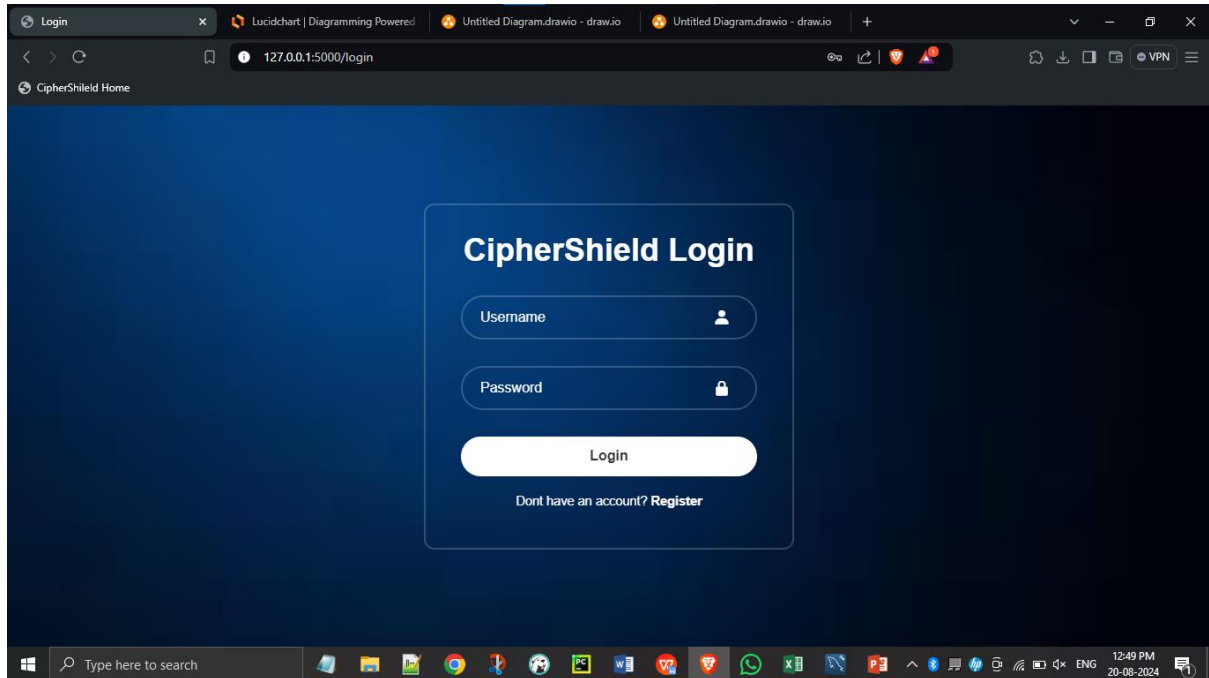 Login
Lucidchart | Diagramming Powered
Untitled Diagram.drawio - draw.io
Untitled Diagram.drawio - draw.io
127.0.0.1:5000/login
VPN
CipherShileld Home
CipherShield Login
Username
Password
Login
Dont have an account? Register
Type here to search
ENG
12:49 PM
20-08-2024